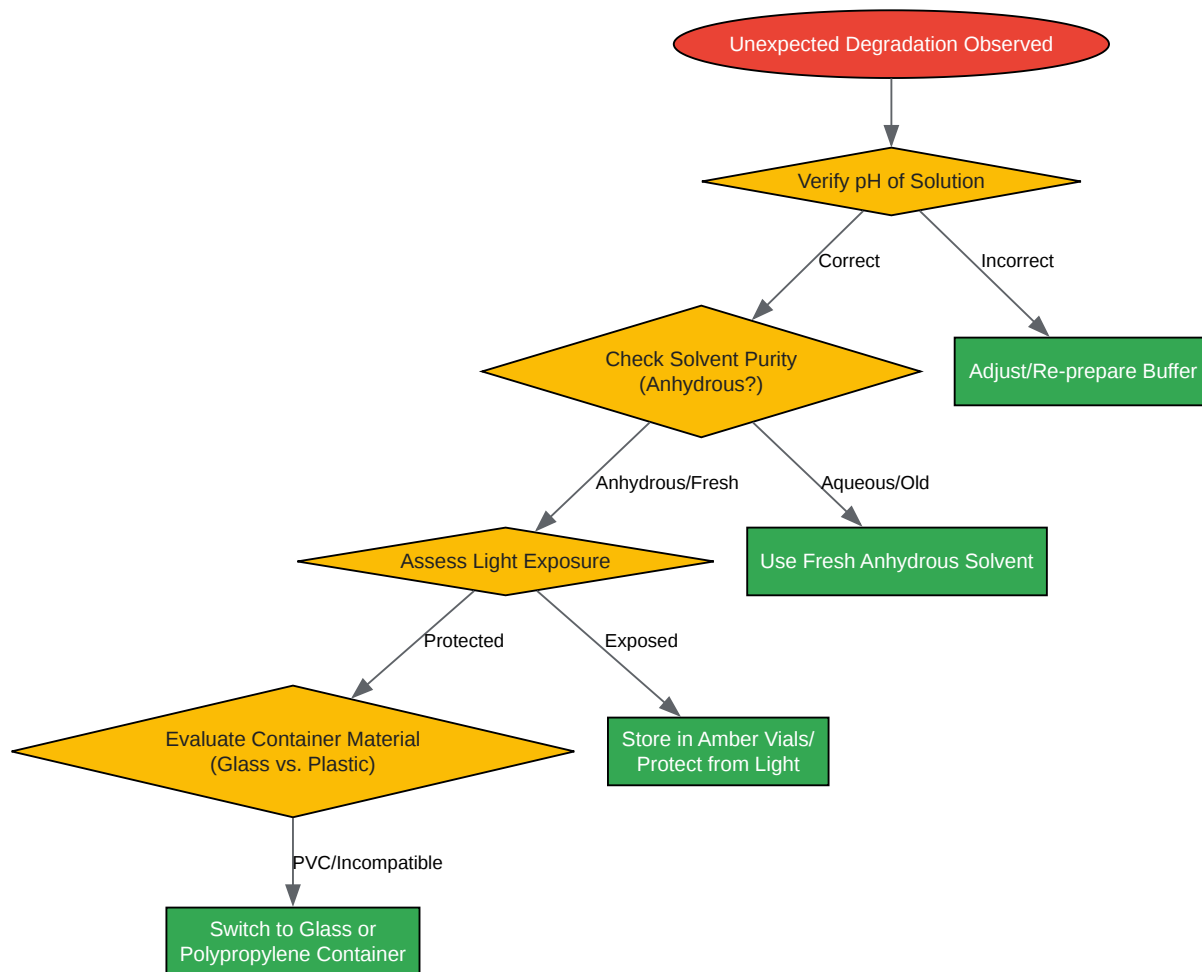 Unexpected Degradation Observed
Verify pH of Solution
Correct
Incorrect
Check Solvent Purity
(Anhydrous?)
Adjust/Re-prepare Buffer
Anhydrous/Fresh
Aqueous/Old
Assess Light Exposure
Use Fresh Anhydrous Solvent
Protected
Exposed
Evaluate Container Material
(Glass vs. Plastic)
Store in Amber Vials/
Protect from Light
PVC/Incompatible
Switch to Glass or
Polypropylene Container